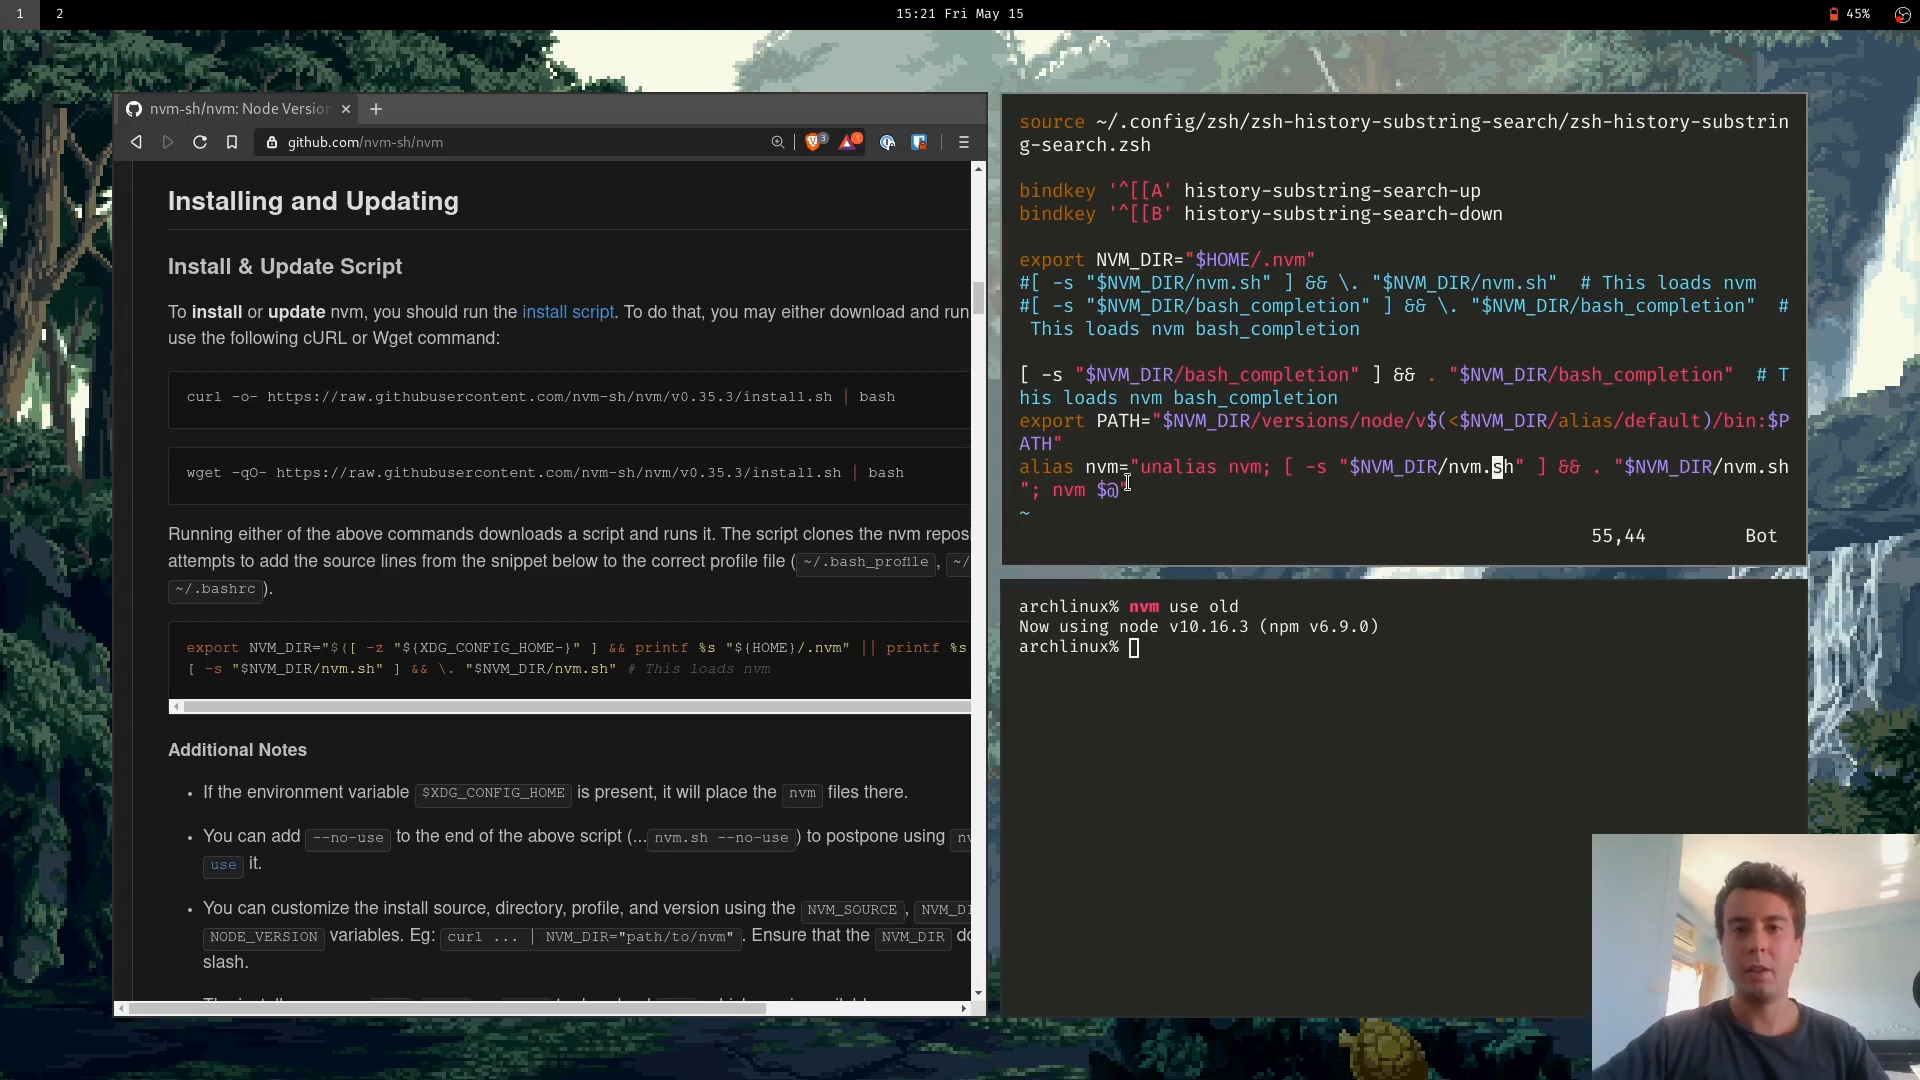 1 2 15:21 Fri May 15 45%
nvm-sh/nvm: Node Versio
github.com/nvm-sh/nvm 3 1
Installing and Updating
Install & Update Script
To install or update nvm, you should run the install script. To do that, you may either download and run
use the following cURL or Wget command:
curl -o- https://raw.githubusercontent.com/nvm-sh/nvm/v0.35.3/install.sh | bash
wget -qO- https://raw.githubusercontent.com/nvm-sh/nvm/v0.35.3/install.sh | bash
Running either of the above commands downloads a script and runs it. The script clones the nvm reposi
attempts to add the source lines from the snippet below to the correct profile file ( ~/.bash_profile , ~/
~/.bashrc ).
export NVM_DIR="$([ -z "${XDG_CONFIG_HOME-}" ] && printf %s "${HOME}/.nvm" || printf %s
[ -s "$NVM_DIR/nvm.sh" ] && \. "$NVM_DIR/nvm.sh" # This loads nvm
Additional Notes
• If the environment variable $XDG_CONFIG_HOME is present, it will place the nvm files there.
• You can add --no-use to the end of the above script (... nvm.sh --no-use ) to postpone using nv
use it.
• You can customize the install source, directory, profile, and version using the NVM_SOURCE , NVM_DI
NODE_VERSION variables. Eg: curl ... | NVM_DIR="path/to/nvm" . Ensure that the NVM_DIR do
slash.
source ~/.config/zsh/zsh-history-substring-search/zsh-history-substrin
g-search.zsh
bindkey '^[[A' history-substring-search-up
bindkey '^[[B' history-substring-search-down
export NVM_DIR="$HOME/.nvm"
#[ -s "$NVM_DIR/nvm.sh" ] && \. "$NVM_DIR/nvm.sh"  # This loads nvm
#[ -s "$NVM_DIR/bash_completion" ] && \. "$NVM_DIR/bash_completion"  #
This loads nvm bash_completion
[ -s "$NVM_DIR/bash_completion" ] && . "$NVM_DIR/bash_completion"  # T
his loads nvm bash_completion
export PATH="$NVM_DIR/versions/node/v$(<$NVM_DIR/alias/default)/bin:$P
ATH"
alias nvm="unalias nvm; [ -s "$NVM_DIR/nvm.sh" ] && . "$NVM_DIR/nvm.sh
"; nvm $@"
~
55,44 Bot
archlinux% nvm use old
Now using node v10.16.3 (npm v6.9.0)
archlinux%